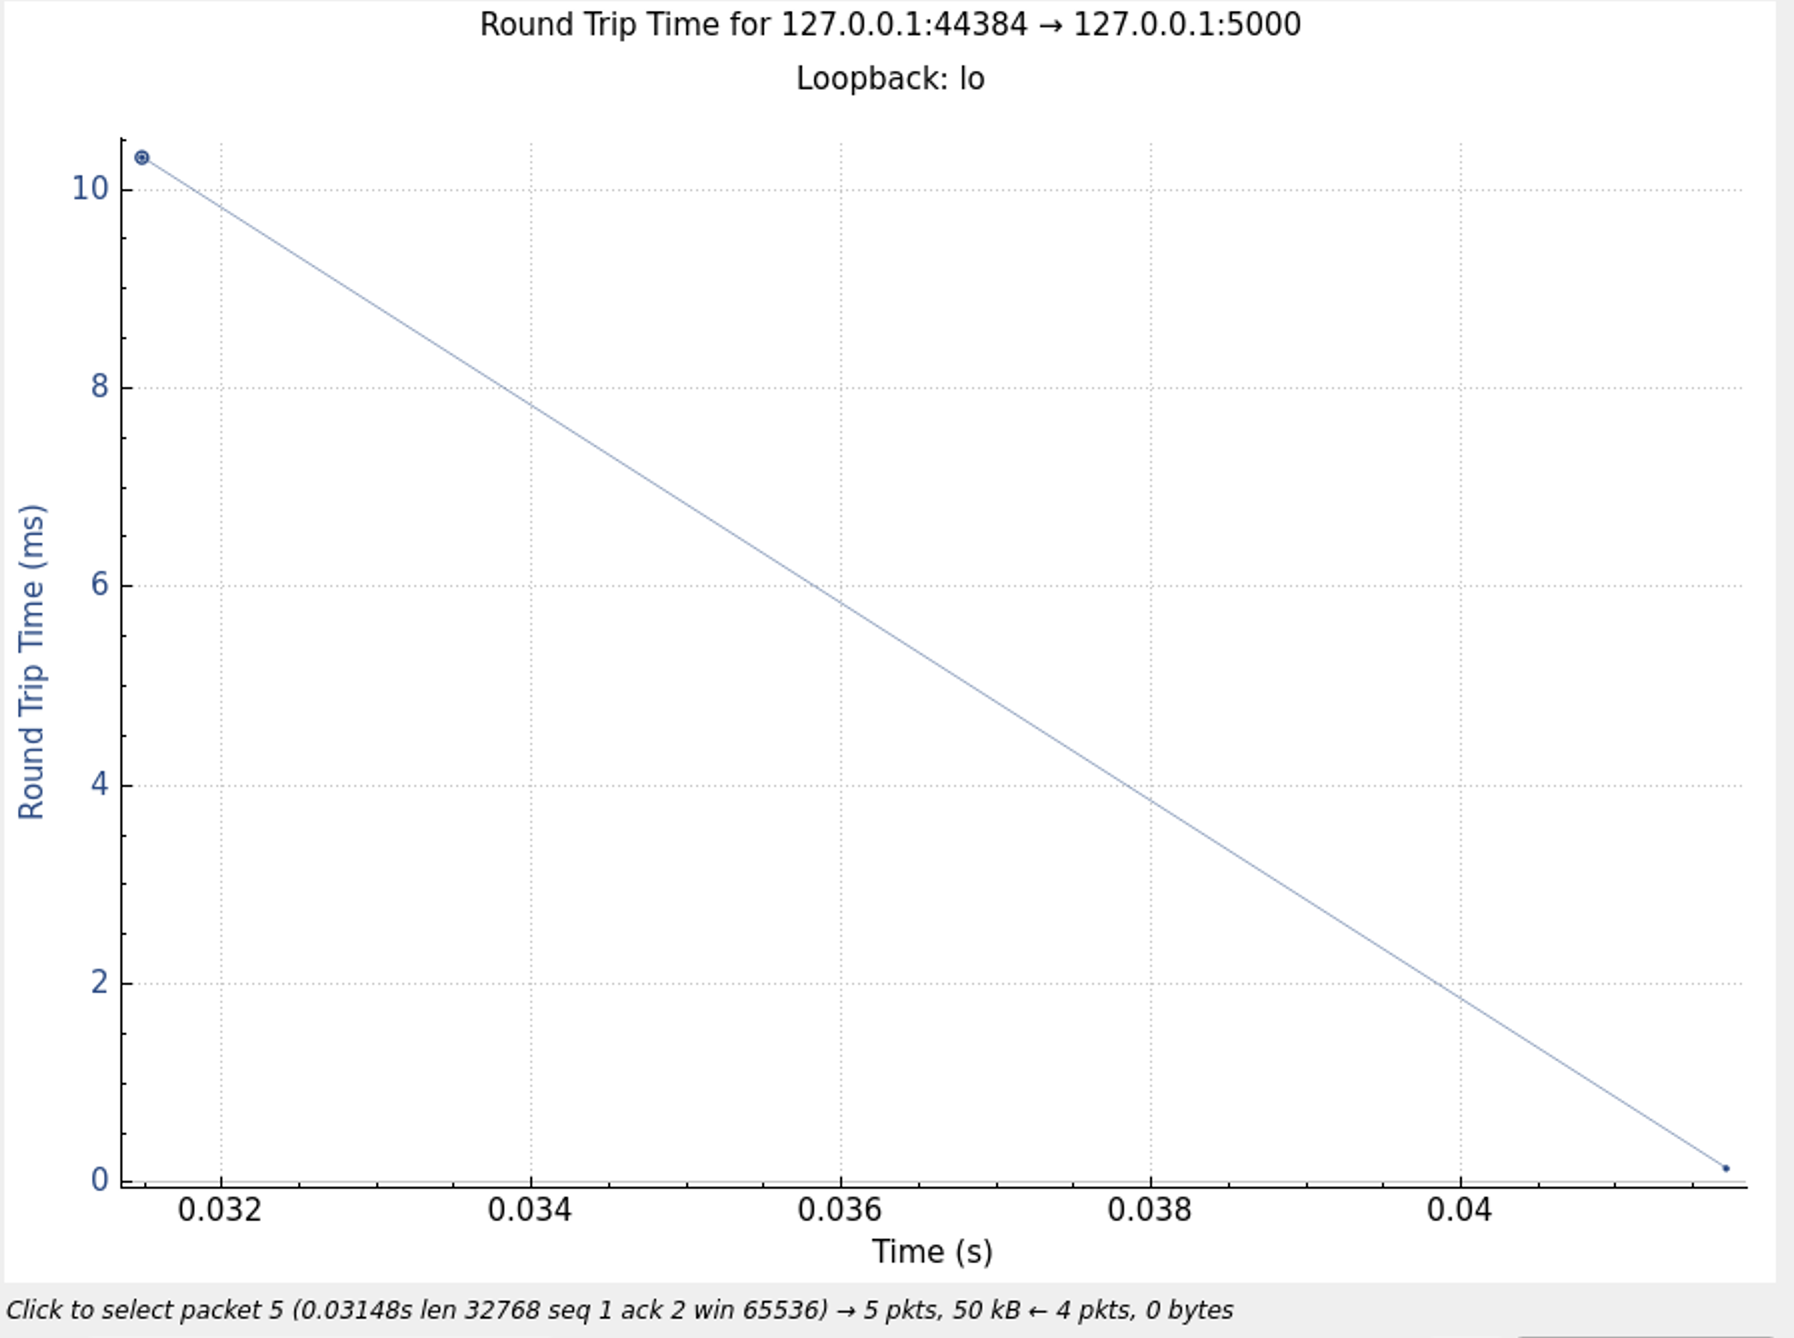 Round Trip Time for 127.0.0.1:44384 → 127.0.0.1:5000
Loopback: lo
Round Trip Time (ms)
10
8
6
4
2
0
0.032 0.034 0.036 0.038 0.04
Time (s)
Click to select packet 5 (0.03148s len 32768 seq 1 ack 2 win 65536) → 5 pkts, 50 kB ← 4 pkts, 0 bytes